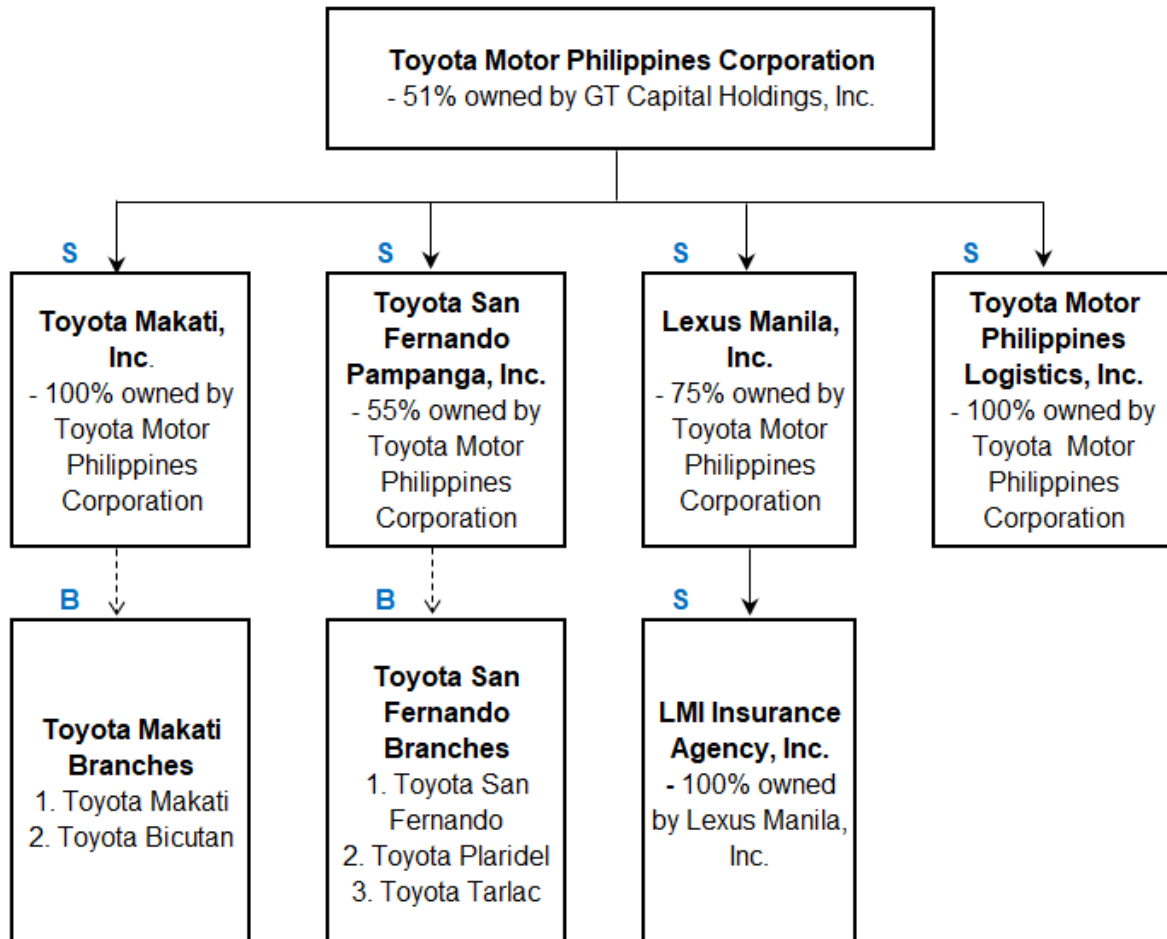 Toyota Motor Philippines Corporation
- 51% owned by GT Capital Holdings, Inc.
S
S
S
S
Toyota Makati,
Inc.
- 100% owned by
Toyota Motor
Philippines
Corporation
Toyota San
Fernando
Pampanga, Inc.
- 55% owned by
Toyota Motor
Philippines
Corporation
Lexus Manila,
Inc.
- 75% owned by
Toyota Motor
Philippines
Corporation
Toyota Motor
Philippines
Logistics, Inc.
- 100% owned by
Toyota Motor
Philippines
Corporation
B
B
S
Toyota Makati
Branches
1. Toyota Makati
2. Toyota Bicutan
Toyota San
Fernando
Branches
1. Toyota San
Fernando
2. Toyota Plaridel
3. Toyota Tarlac
LMI Insurance
Agency, Inc.
- 100% owned
by Lexus Manila,
Inc.